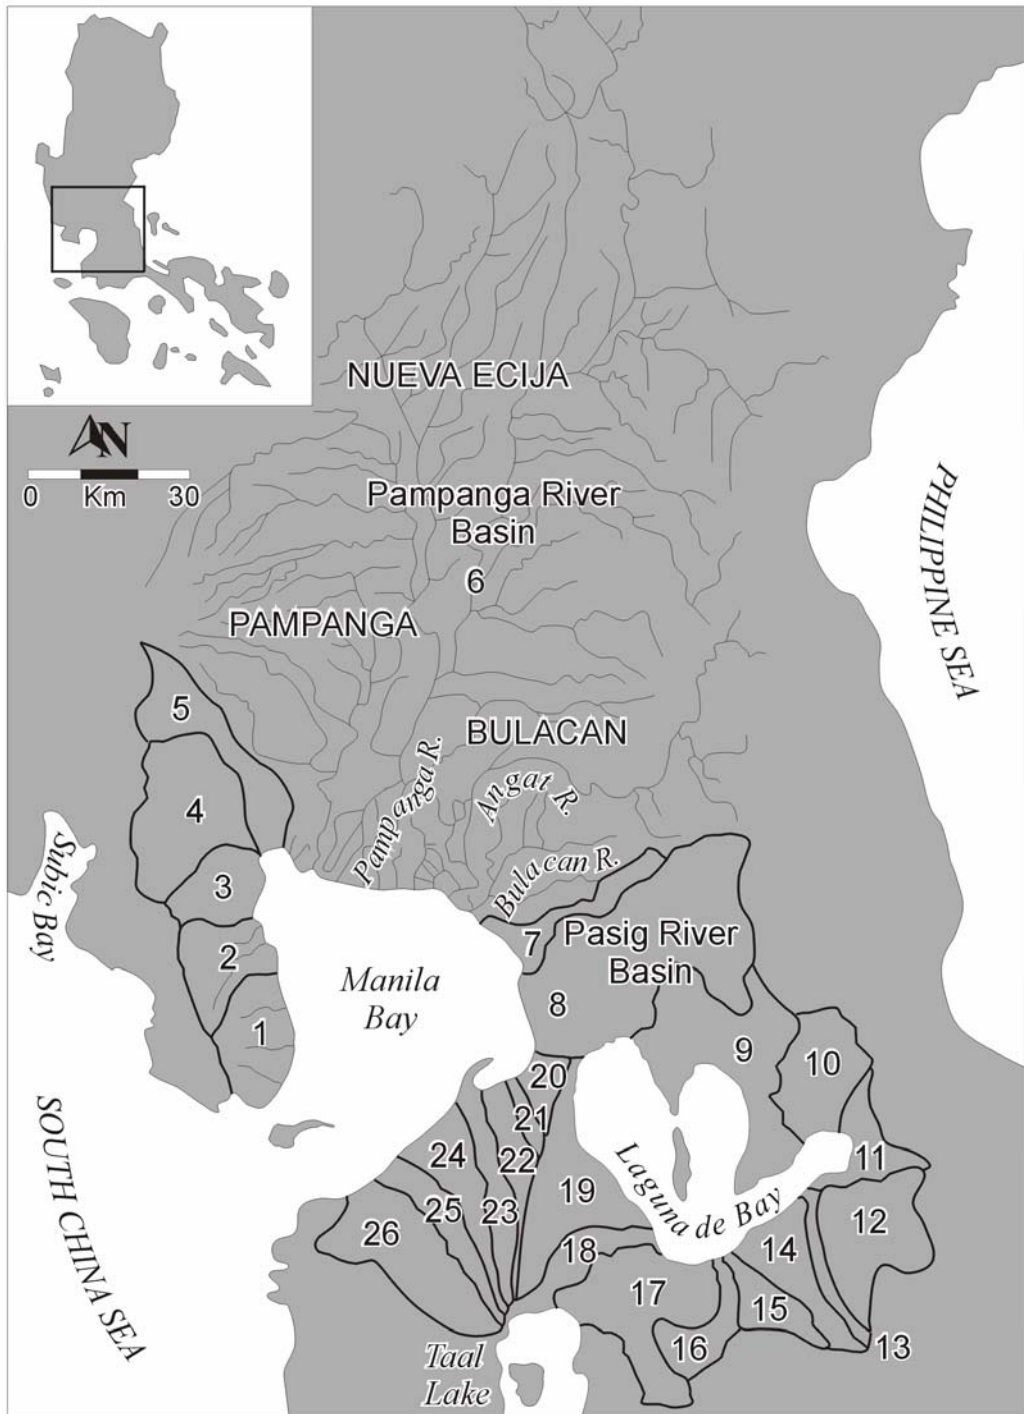 N
0 Km 30
NUEVA ECIJA
Pampanga River
Basin
6
PAMPANGA
PHILIPPINE SEA
5
BULACAN
Pampanga R.
Angat R.
4
Subic Bay
3
Bulacan R.
7
Pasig River
Basin
2
Manila
Bay
8
1
9
10
20
21
SOUTH CHINA SEA
24
22
11
Laguna de Bay
19
25
23
12
26
18
14
17
15
16
13
Taal
Lake